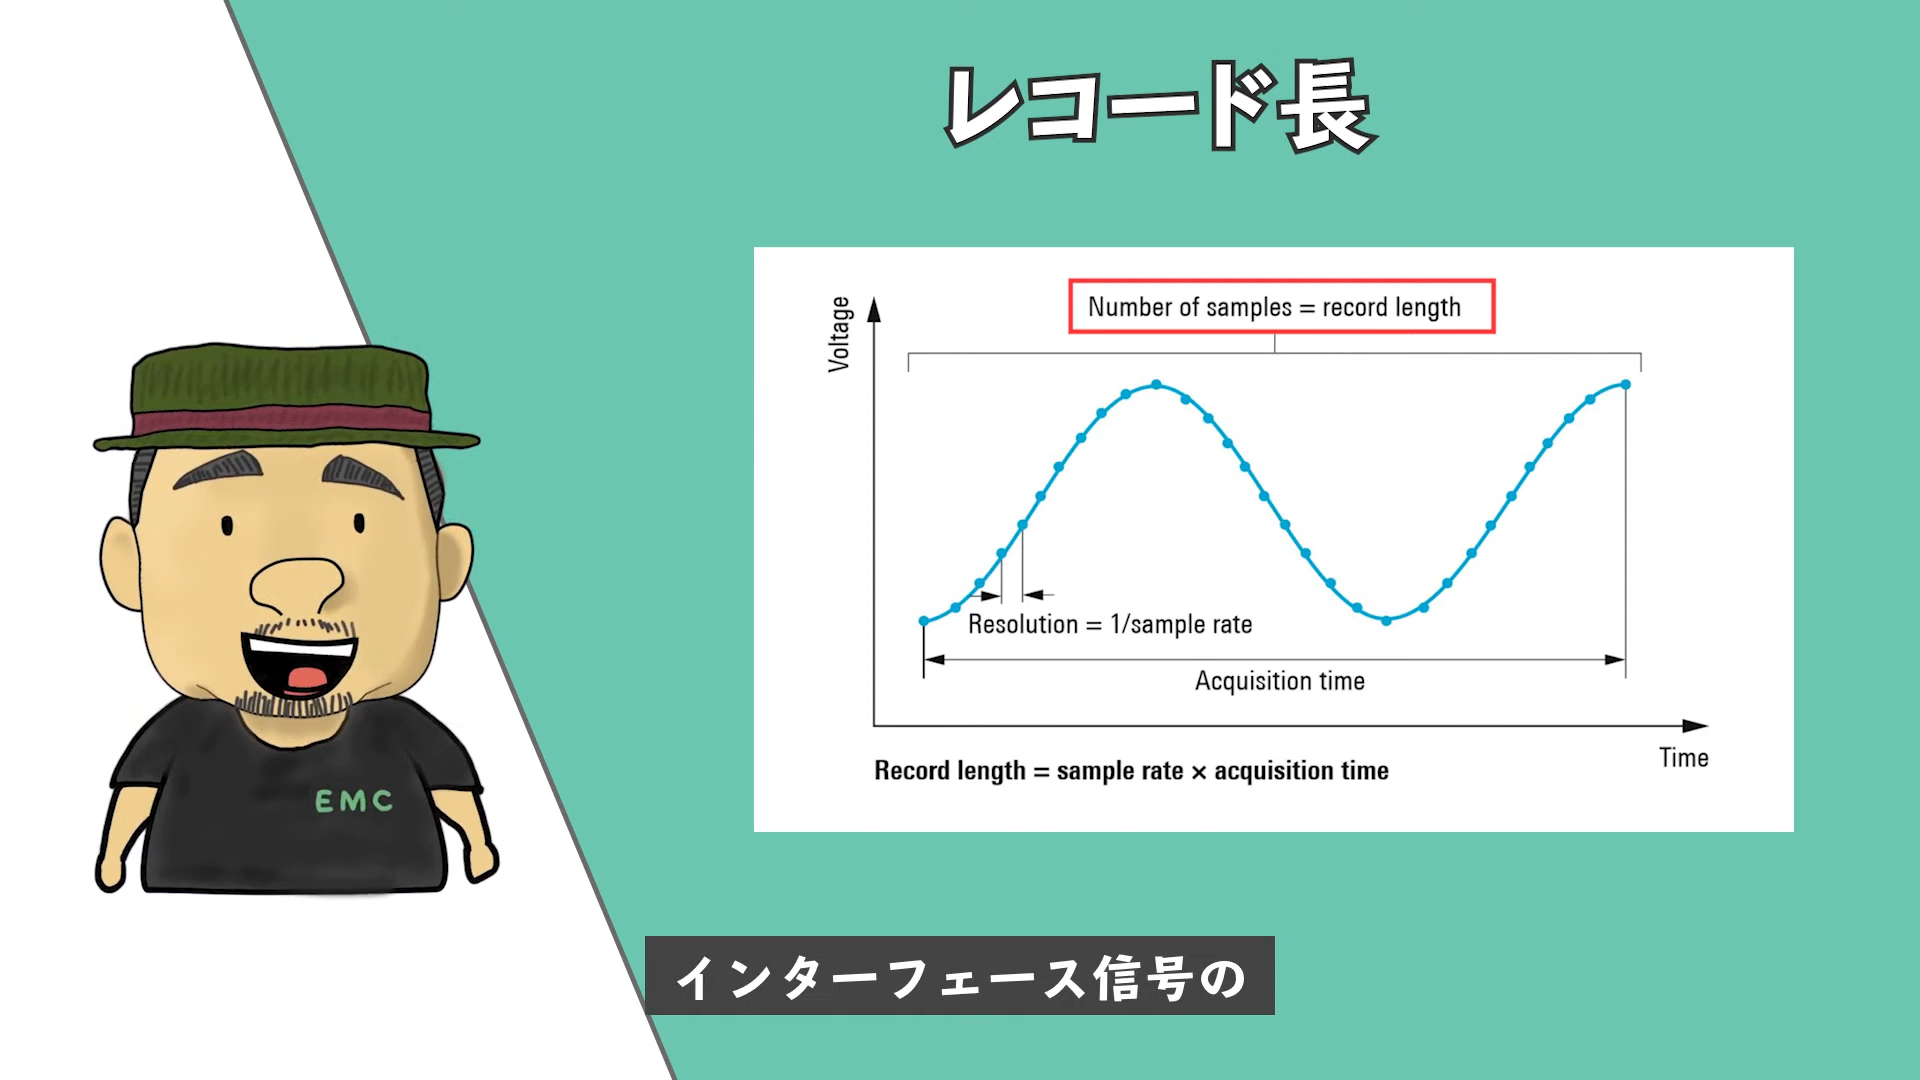 レコード長
Number of samples = record length
Voltage
Resolution = 1/sample rate
Acquisition time
Time
Record length = sample rate × acquisition time
EMC
インターフェース信号の